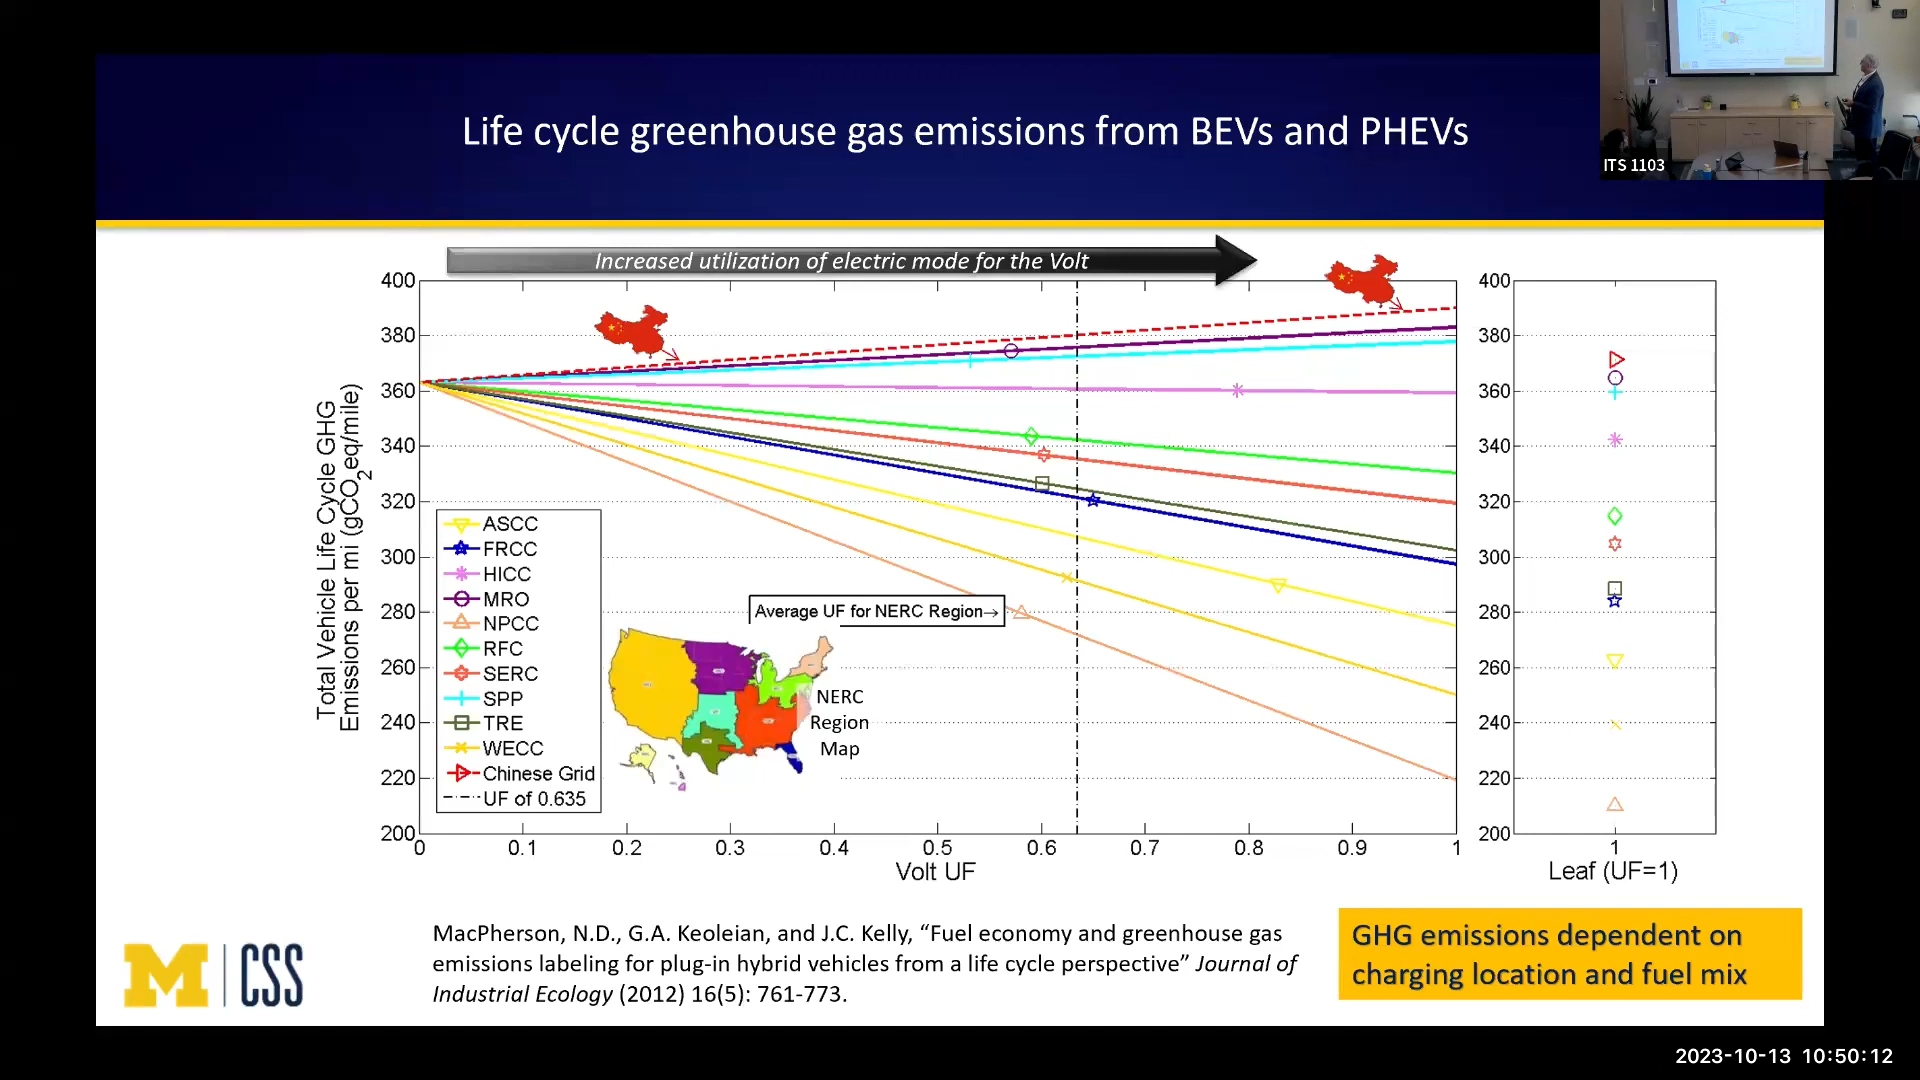 Life cycle greenhouse gas emissions from BEVs and PHEVs
ITS 1103
Increased utilization of electric mode for the Volt
Total Vehicle Life Cycle GHG
Emissions per mi (gCO2eq/mile)
400
380
360
340
320
300
280
260
240
220
200
0 0.1 0.2 0.3 0.4 0.5 0.6 0.7 0.8 0.9 1
Volt UF
ASCC
FRCC
HICC
MRO
NPCC
RFC
SERC
SPP
TRE
WECC
Chinese Grid
UF of 0.635
Average UF for NERC Region→
NERC
Region
Map
400
380
360
340
320
300
280
260
240
220
200
1
Leaf (UF=1)
M | CSS
MacPherson, N.D., G.A. Keoleian, and J.C. Kelly, “Fuel economy and greenhouse gas
emissions labeling for plug-in hybrid vehicles from a life cycle perspective” Journal of
Industrial Ecology (2012) 16(5): 761-773.
GHG emissions dependent on
charging location and fuel mix
2023-10-13 10:50:12